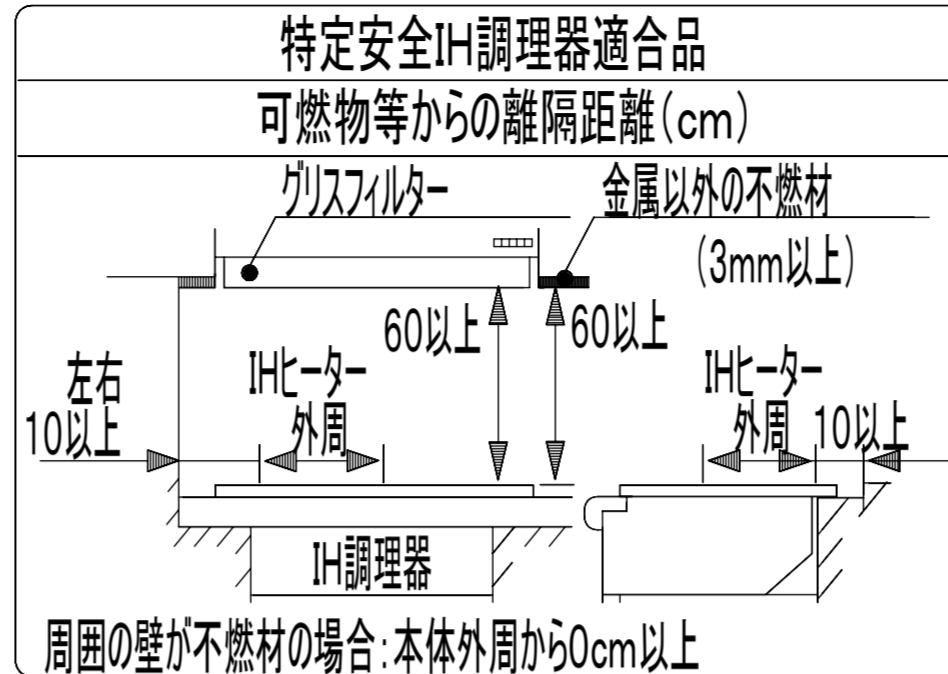 特定安全IH調理器適合品
可燃物等からの離隔距離(cm)
グリスフィルター
金属以外の不燃材
(3mm以上)
60以上
60以上
左右
10以上
IHヒーター
外周
IHヒーター
外周
10以上
IH調理器
周囲の壁が不燃材の場合:本体外周から0cm以上